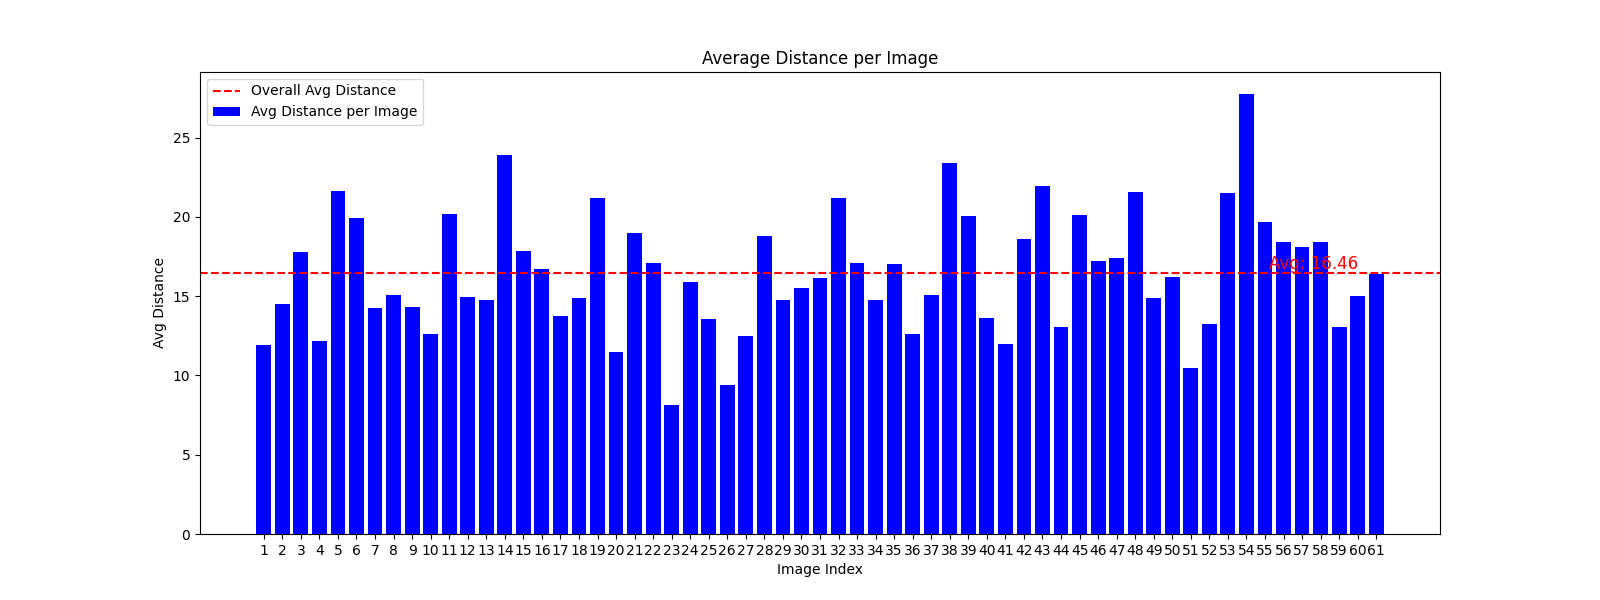 Average Distance per Image
Overall Avg Distance
Avg Distance per Image
25
20
15
10
5
0
Avg Distance
Avg: 16.46
1 2 3 4 5 6 7 8 9 10 11 12 13 14 15 16 17 18 19 20 21 22 23 24 25 26 27 28 29 30 31 32 33 34 35 36 37 38 39 40 41 42 43 44 45 46 47 48 49 50 51 52 53 54 55 56 57 58 59 60 61
Image Index